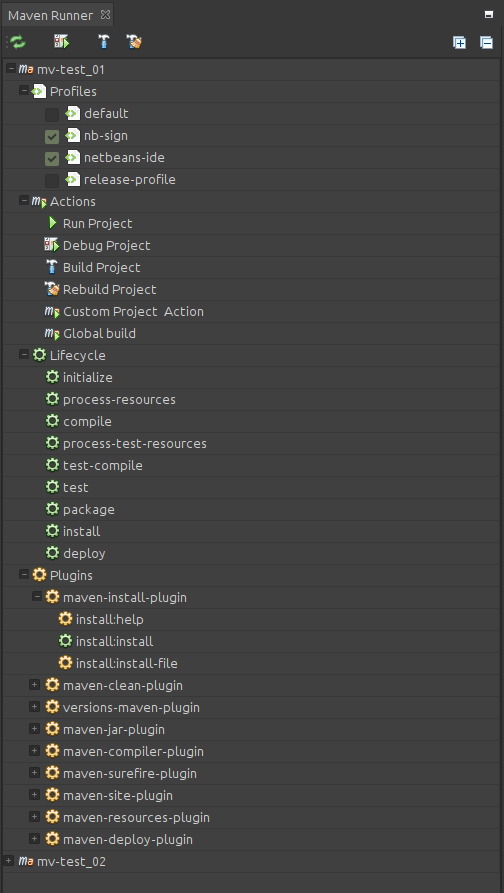 Maven Runner
mv-test_01
Profiles
default
nb-sign
netbeans-ide
release-profile
Actions
Run Project
Debug Project
Build Project
Rebuild Project
Custom Project Action
Global build
Lifecycle
initialize
process-resources
compile
process-test-resources
test-compile
test
package
install
deploy
Plugins
maven-install-plugin
install:help
install:install
install:install-file
maven-clean-plugin
versions-maven-plugin
maven-jar-plugin
maven-compiler-plugin
maven-surefire-plugin
maven-site-plugin
maven-resources-plugin
maven-deploy-plugin
mv-test_02